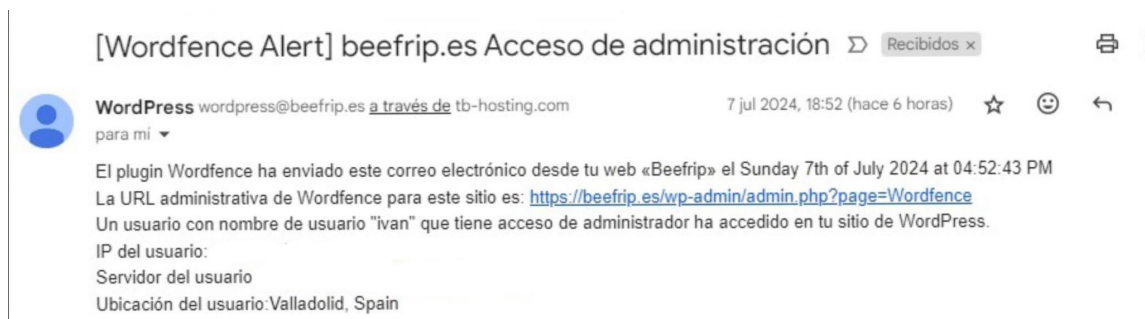 [Wordfence Alert] beefrip.es Acceso de administración Recibidos ×
WordPress wordpress@beefrip.es a través de tb-hosting.com 7 jul 2024, 18:52 (hace 6 horas)
para mí
El plugin Wordfence ha enviado este correo electrónico desde tu web «Beefrip» el Sunday 7th of July 2024 at 04:52:43 PM
La URL administrativa de Wordfence para este sitio es: https://beefrip.es/wp-admin/admin.php?page=Wordfence
Un usuario con nombre de usuario "ivan" que tiene acceso de administrador ha accedido en tu sitio de WordPress.
IP del usuario:
Servidor del usuario
Ubicación del usuario:Valladolid, Spain